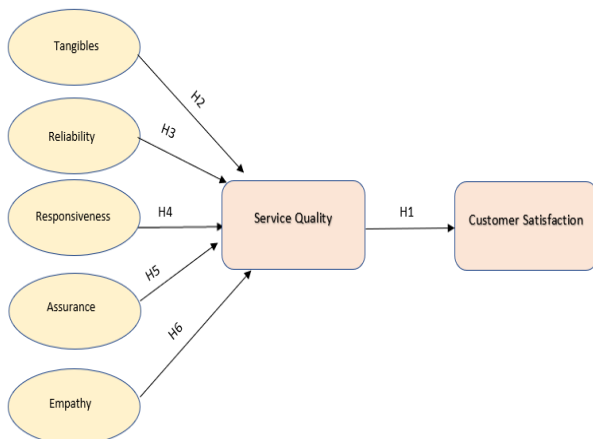 Tangibles
H2
Reliability
H3
Responsiveness
H4
Service Quality
H1
Customer Satisfaction
Assurance
H5
Empathy
H6